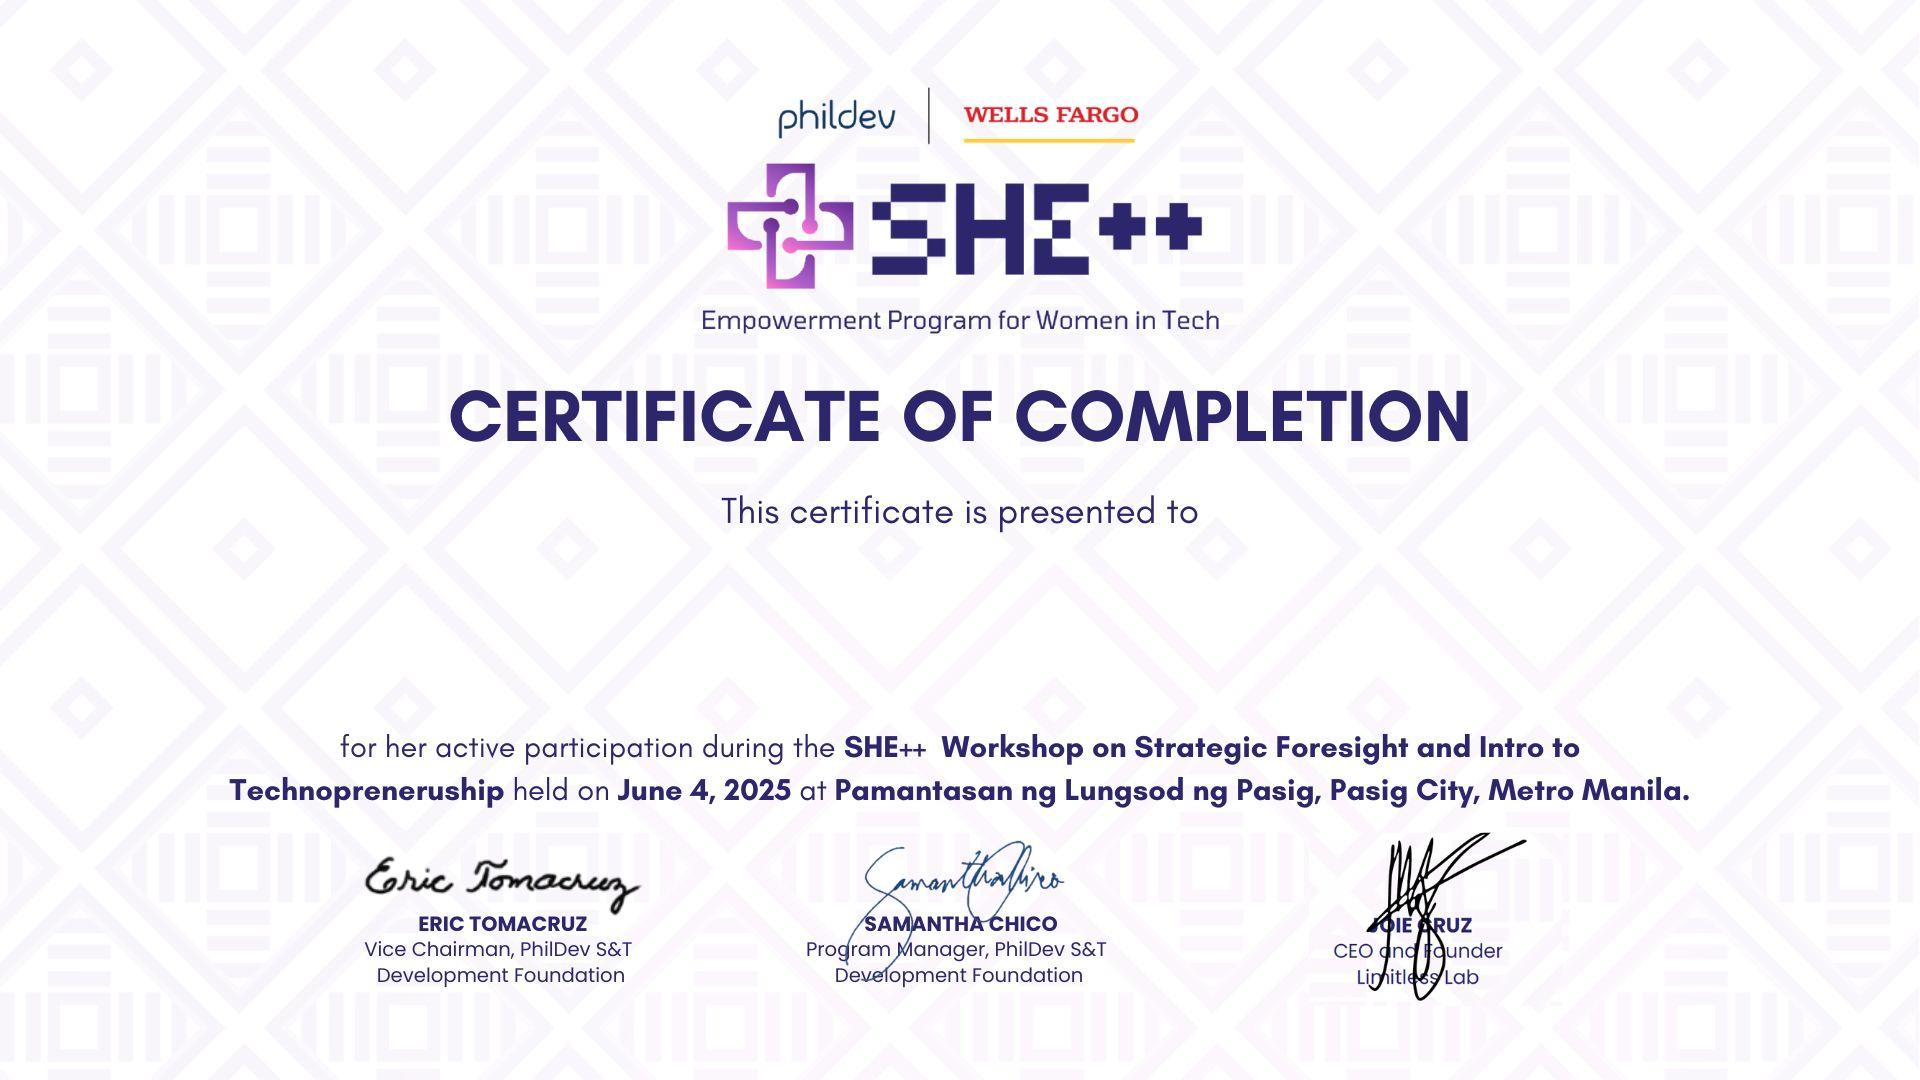 phildev | WELLS FARGO
SHE++
Empowerment Program for Women in Tech
CERTIFICATE OF COMPLETION
This certificate is presented to
for her active participation during the SHE++ Workshop on Strategic Foresight and Intro to
Technopreneruship held on June 4, 2025 at Pamantasan ng Lungsod ng Pasig, Pasig City, Metro Manila.
Eric Tomacruz
Samantha Chico
ERIC TOMACRUZ
Vice Chairman, PhilDev S&T
Development Foundation
SAMANTHA CHICO
Program Manager, PhilDev S&T
Development Foundation
JOIE CRUZ
CEO and Founder
Limitless Lab